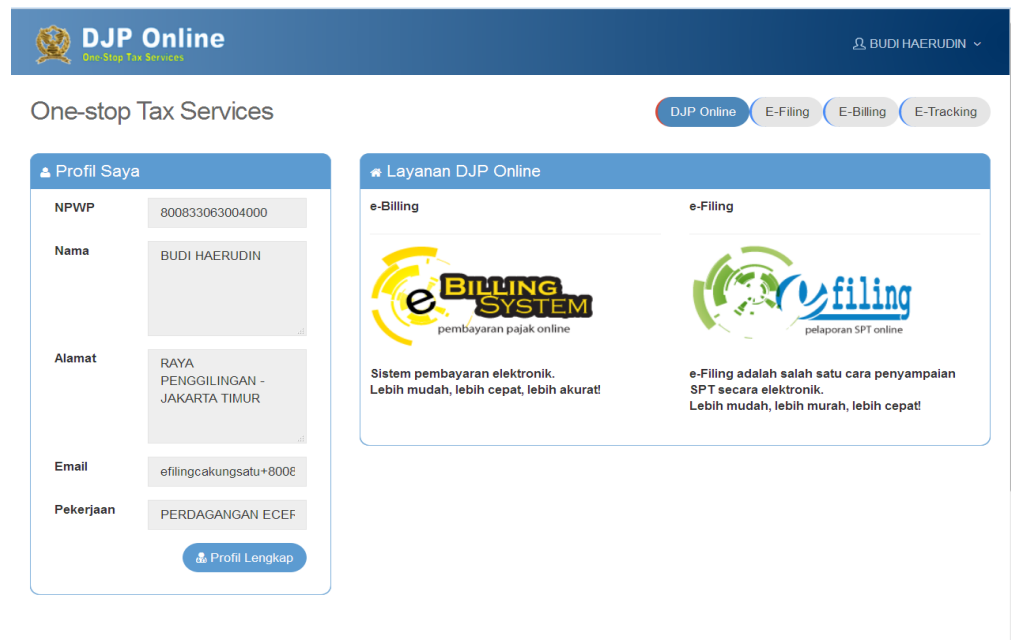 DJP Online
One-Stop Tax Services
BUDI HAERUDIN
One-stop Tax Services
DJP Online
E-Filing
E-Billing
E-Tracking
Profil Saya
NPWP
800833063004000
Nama
BUDI HAERUDIN
Alamat
RAYA
PENGGILINGAN -
JAKARTA TIMUR
Email
efilingcakungsatu+8008
Pekerjaan
PERDAGANGAN ECER
Profil Lengkap
Layanan DJP Online
e-Billing
e BILLING
SYSTEM
pembayaran pajak online
Sistem pembayaran elektronik.
Lebih mudah, lebih cepat, lebih akurat!
e-Filing
efiling
pelaporan SPT online
e-Filing adalah salah satu cara penyampaian
SPT secara elektronik.
Lebih mudah, lebih murah, lebih cepat!